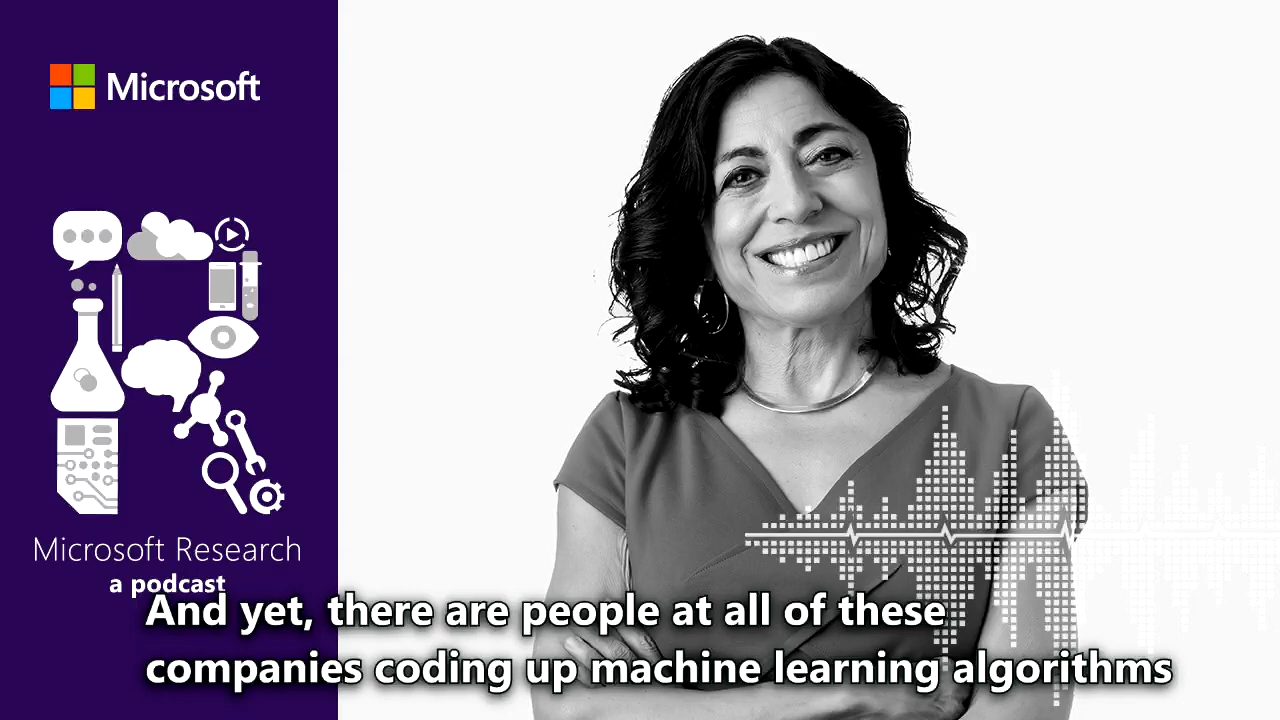 Microsoft
Microsoft Research
a podcast
And yet, there are people at all of these
companies coding up machine learning algorithms